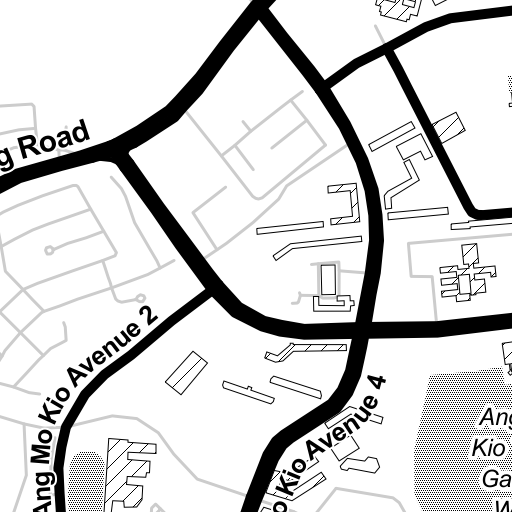 g Road
Ang Mo Kio Avenue 2
o Kio Avenue 4
Ang
Kio
Ga
W